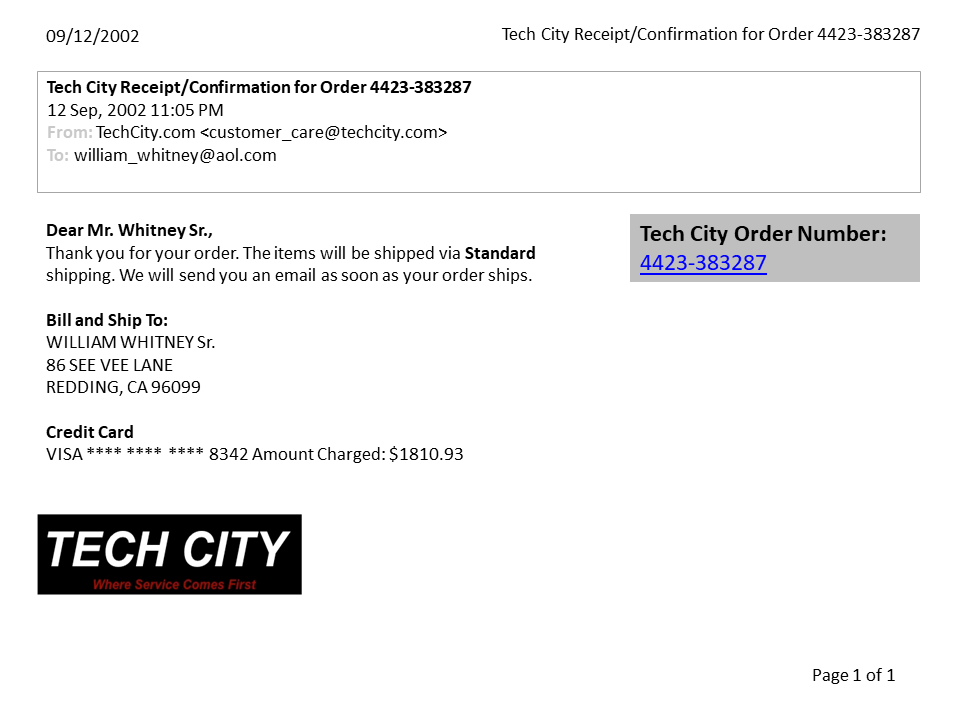 09/12/2002
Tech City Receipt/Confirmation for Order 4423-383287
Tech City Receipt/Confirmation for Order 4423-383287
12 Sep, 2002 11:05 PM
From: TechCity.com <customer_care@techcity.com>
To: william_whitney@aol.com
Dear Mr. Whitney Sr.,
Thank you for your order. The items will be shipped via Standard
shipping. We will send you an email as soon as your order ships.
Tech City Order Number:
4423-383287
Bill and Ship To:
WILLIAM WHITNEY Sr.
86 SEE VEE LANE
REDDING, CA 96099
Credit Card
VISA **** **** **** 8342 Amount Charged: $1810.93
TECH CITY
Where Service Comes First
Page 1 of 1